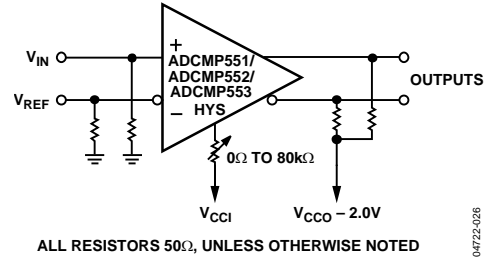 V_IN
+
ADCMP551/
ADCMP552/
ADCMP553
HYS
−
V_REF
OUTPUTS
0Ω TO 80kΩ
V_CCI
V_CCO – 2.0V
ALL RESISTORS 50Ω, UNLESS OTHERWISE NOTED
04722-026